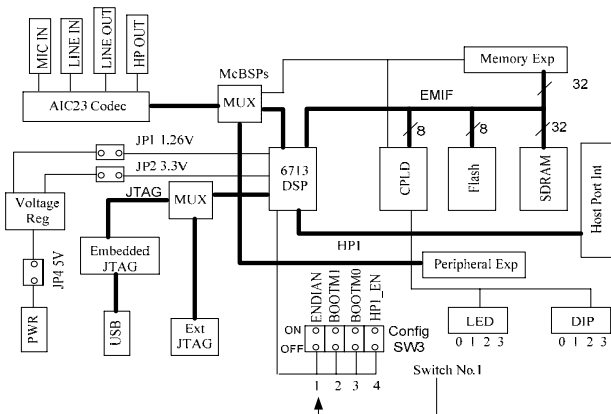 MIC IN
LINE IN
LINE OUT
HP OUT
McBSPs
Memory Exp
32
AIC23 Codec
MUX
EMIF
8
8
32
JP1 1.26V
JP2 3.3V
6713
DSP
CPLD
Flash
SDRAM
Host Port Int
JTAG
MUX
Voltage
Reg
HPI
Embedded
JTAG
Peripheral Exp
JP4 5V
PWR
USB
Ext
JTAG
ENDIAN
BOOTM1
BOOTM0
HPI_EN
LED
DIP
ON
OFF
Config
SW3
0 1 2 3
0 1 2 3
1 2 3 4
Switch No.1